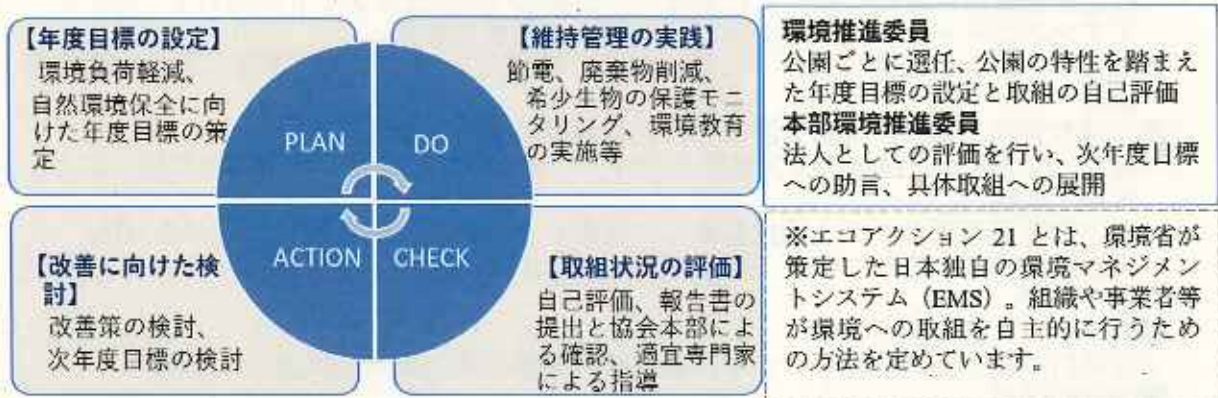 【年度目標の設定】
環境負荷軽減、
自然環境保全に向
けた年度目標の策
定
PLAN
【維持管理の実践】
節電、廃棄物削減、
希少生物の保護モニ
タリング、環境教育
の実施等
DO
【改善に向けた検
討】
改善策の検討、
次年度目標の検討
ACTION
CHECK
【取組状況の評価】
自己評価、報告書の
提出と協会本部によ
る確認、適宜専門家
による指導
環境推進委員
公園ごとに選任、公園の特性を踏まえ
た年度目標の設定と取組の自己評価
本部環境推進委員
法人としての評価を行い、次年度目標
への助言、具体取組への展開
※エコアクション 21 とは、環境省が
策定した日本独自の環境マネジメン
トシステム（EMS）。組織や事業者等
が環境への取組を自主的に行うため
の方法を定めています。